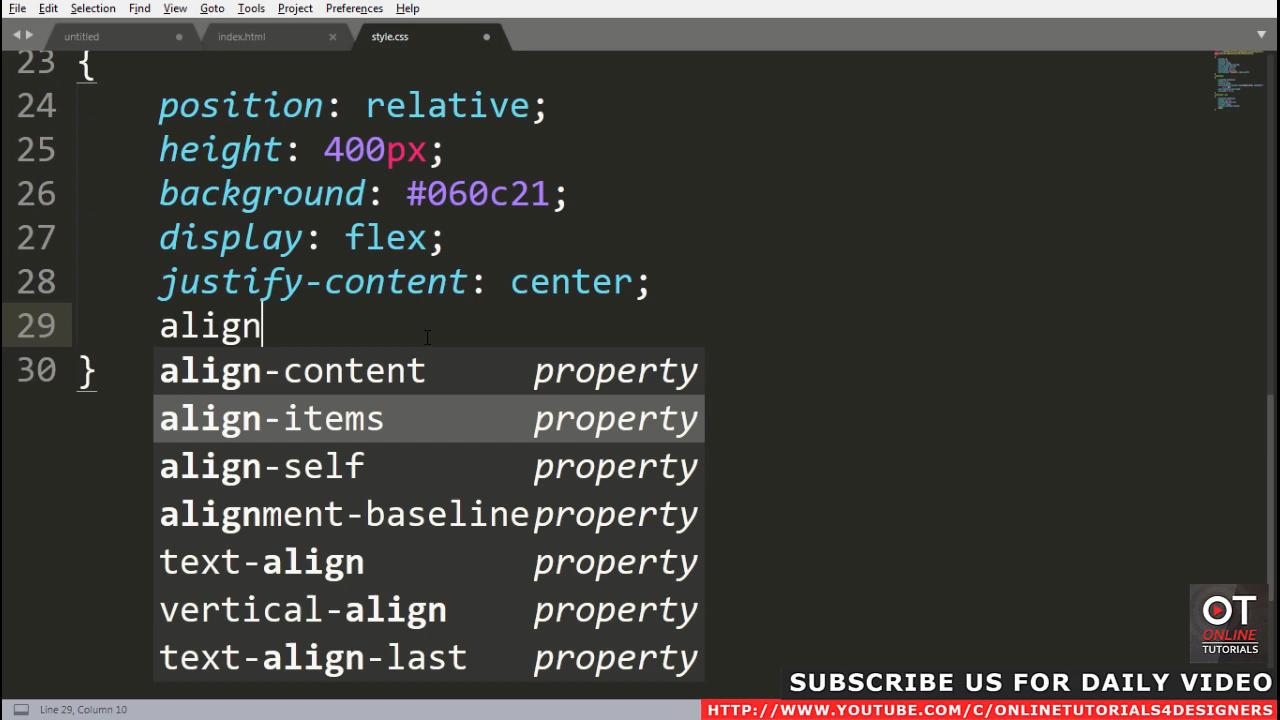 File Edit Selection Find View Goto Tools Project Preferences Help
untitled index.html style.css
23 {
24 position: relative;
25 height: 400px;
26 background: #060c21;
27 display: flex;
28 justify-content: center;
29 align
30 }
align-content property
align-items property
align-self property
alignment-baseline property
text-align property
vertical-align property
text-align-last property
OT
ONLINE
TUTORIALS
SUBSCRIBE US FOR DAILY VIDEO
Line 29, Column 10
HTTP://WWW.YOUTUBE.COM/C/ONLINETUTORIALS4DESIGNERS